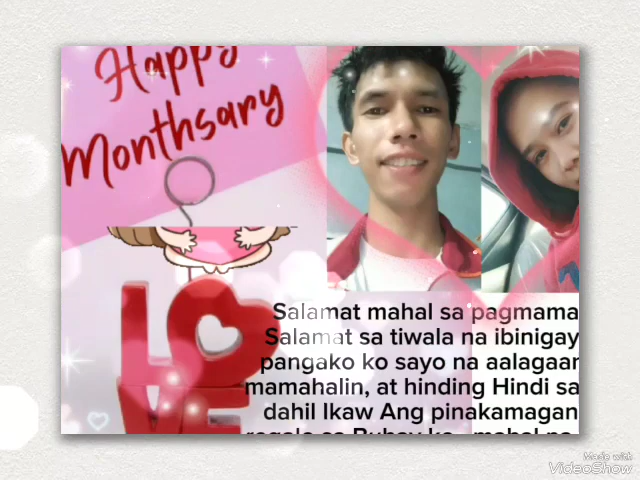 Happy
Monthsary
LOVE
Salamat mahal sa pagmama
Salamat sa tiwala na ibinigay
pangako ko sayo na aalagaan
mamahalin, at hinding Hindi sa
dahil Ikaw Ang pinakamagan
Made with
VideoShow